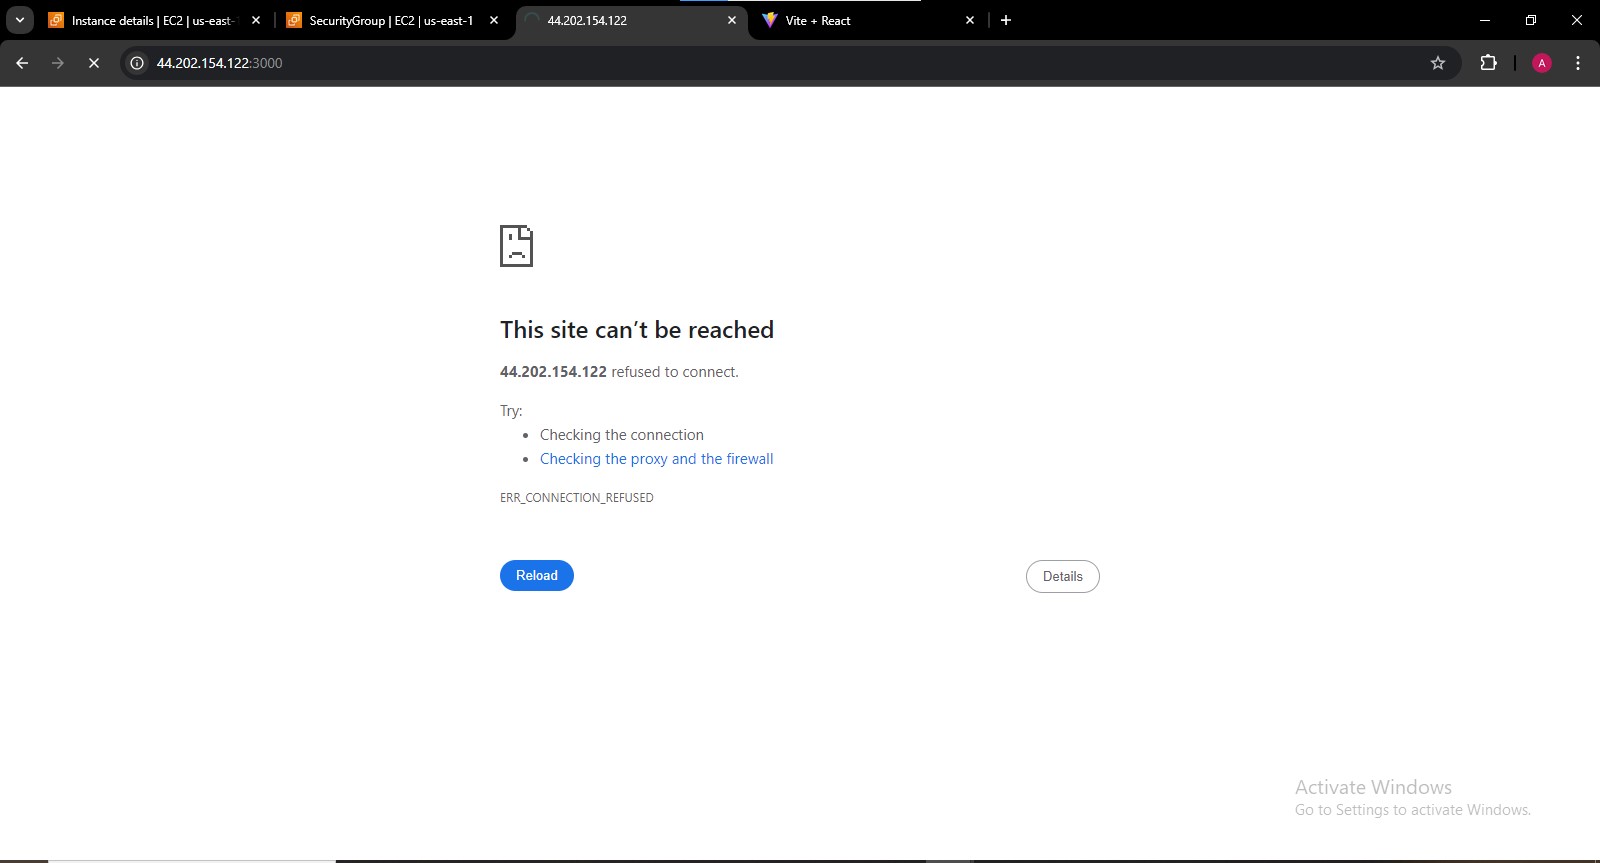 Instance details | EC2 | us-east-1
SecurityGroup | EC2 | us-east-1
44.202.154.122
Vite + React
44.202.154.122:3000
A
This site can't be reached
44.202.154.122 refused to connect.
Try:
• Checking the connection
• Checking the proxy and the firewall
ERR_CONNECTION_REFUSED
Reload
Details
Activate Windows
Go to Settings to activate Windows.